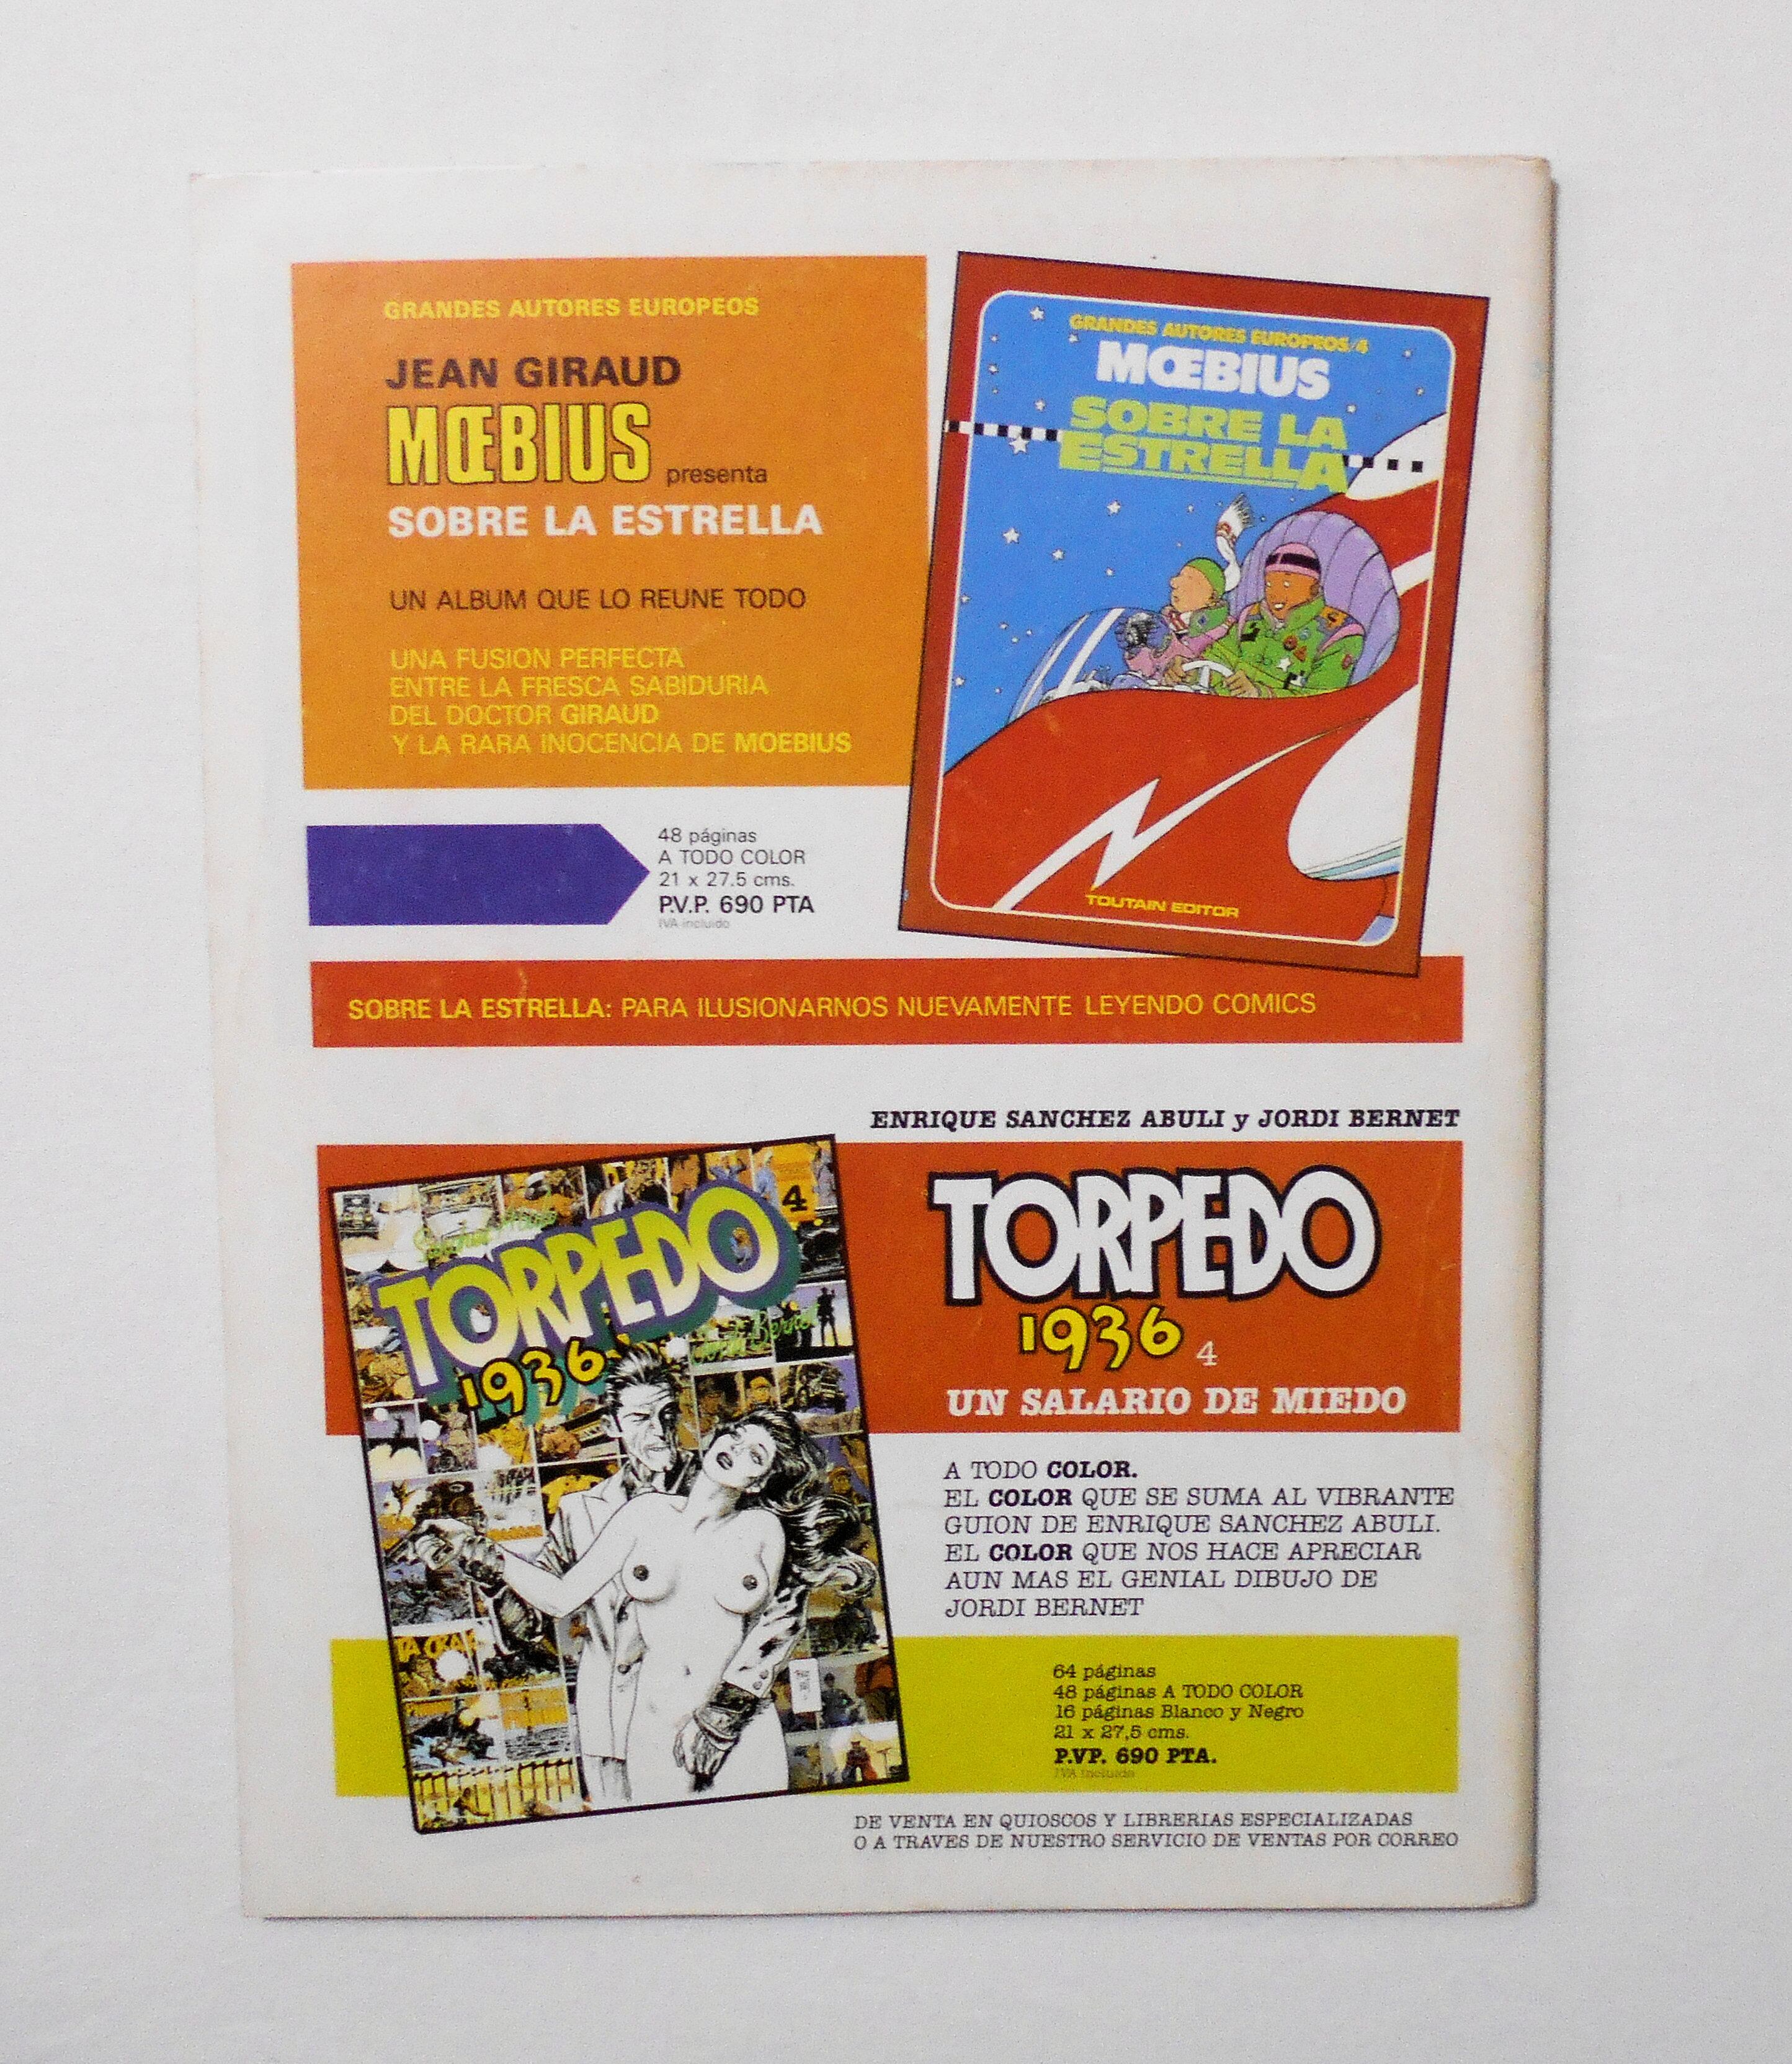 GRANDES AUTORES EUROPEOS
JEAN GIRAUD
MŒBIUS presenta
SOBRE LA ESTRELLA
UN ALBUM QUE LO REUNE TODO
UNA FUSION PERFECTA
ENTRE LA FRESCA SABIDURIA
DEL DOCTOR GIRAUD
Y LA RARA INOCENCIA DE MOEBIUS
48 páginas
A TODO COLOR
21 x 27.5 cms.
P.V.P. 690 PTA
IVA incluido
GRANDES AUTORES EUROPEOS/4
MŒBIUS
SOBRE LA
ESTRELLA
TOUTAIN EDITOR
SOBRE LA ESTRELLA: PARA ILUSIONARNOS NUEVAMENTE LEYENDO COMICS
ENRIQUE SANCHEZ ABULI y JORDI BERNET
4
TORPEDO
1936
Jordi Bernet
TA CRA
TORPEDO
1936 4
UN SALARIO DE MIEDO
A TODO COLOR.
EL COLOR QUE SE SUMA AL VIBRANTE
GUION DE ENRIQUE SANCHEZ ABULI.
EL COLOR QUE NOS HACE APRECIAR
AUN MAS EL GENIAL DIBUJO DE
JORDI BERNET
64 páginas
48 páginas A TODO COLOR
16 páginas Blanco y Negro
21 x 27,5 cms.
P.VP. 690 PTA.
IVA incluido
DE VENTA EN QUIOSCOS Y LIBRERIAS ESPECIALIZADAS
O A TRAVES DE NUESTRO SERVICIO DE VENTAS POR CORREO